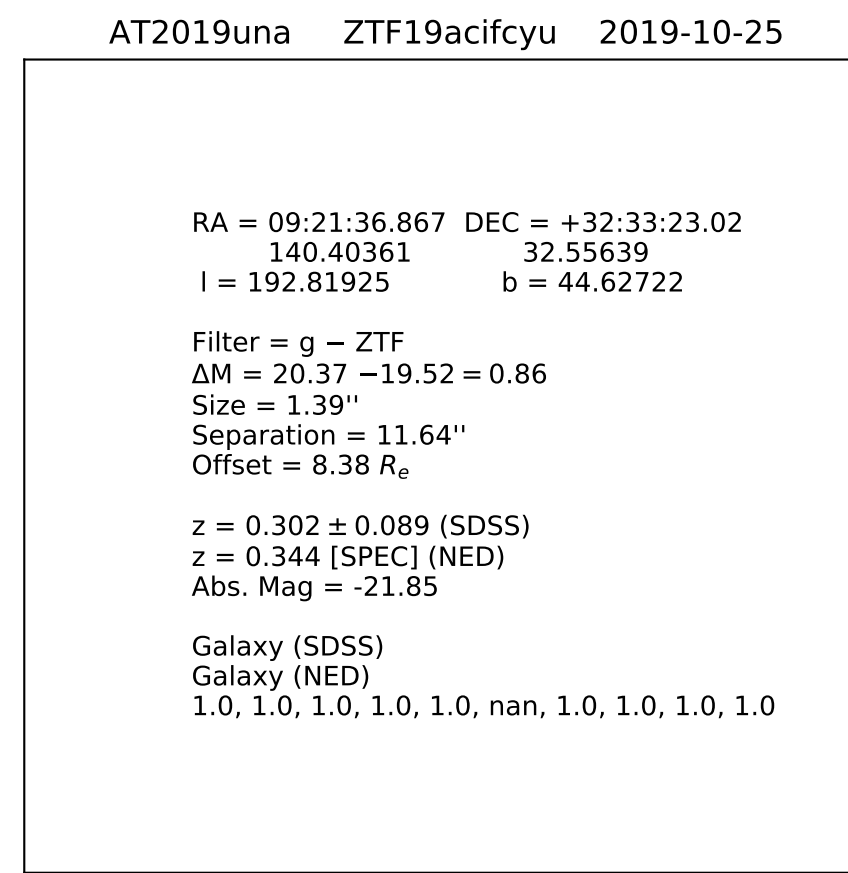 AT2019una ZTF19acifcyu 2019-10-25
RA = 09:21:36.867 DEC = +32:33:23.02
140.40361 32.55639
l = 192.81925 b = 44.62722
Filter = g − ZTF
ΔM = 20.37 −19.52 = 0.86
Size = 1.39''
Separation = 11.64''
Offset = 8.38 Re
z = 0.302 ± 0.089 (SDSS)
z = 0.344 [SPEC] (NED)
Abs. Mag = -21.85
Galaxy (SDSS)
Galaxy (NED)
1.0, 1.0, 1.0, 1.0, 1.0, nan, 1.0, 1.0, 1.0, 1.0